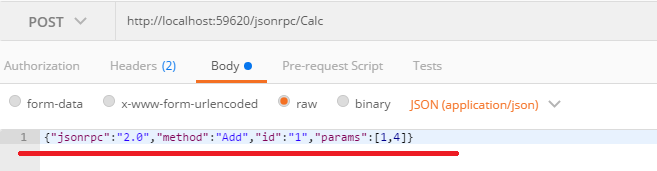 POST http://localhost:59620/jsonrpc/Calc
Authorization Headers (2) Body Pre-request Script Tests
form-data x-www-form-urlencoded raw binary JSON (application/json)
1 {"jsonrpc":"2.0","method":"Add","id":"1","params":[1,4]}